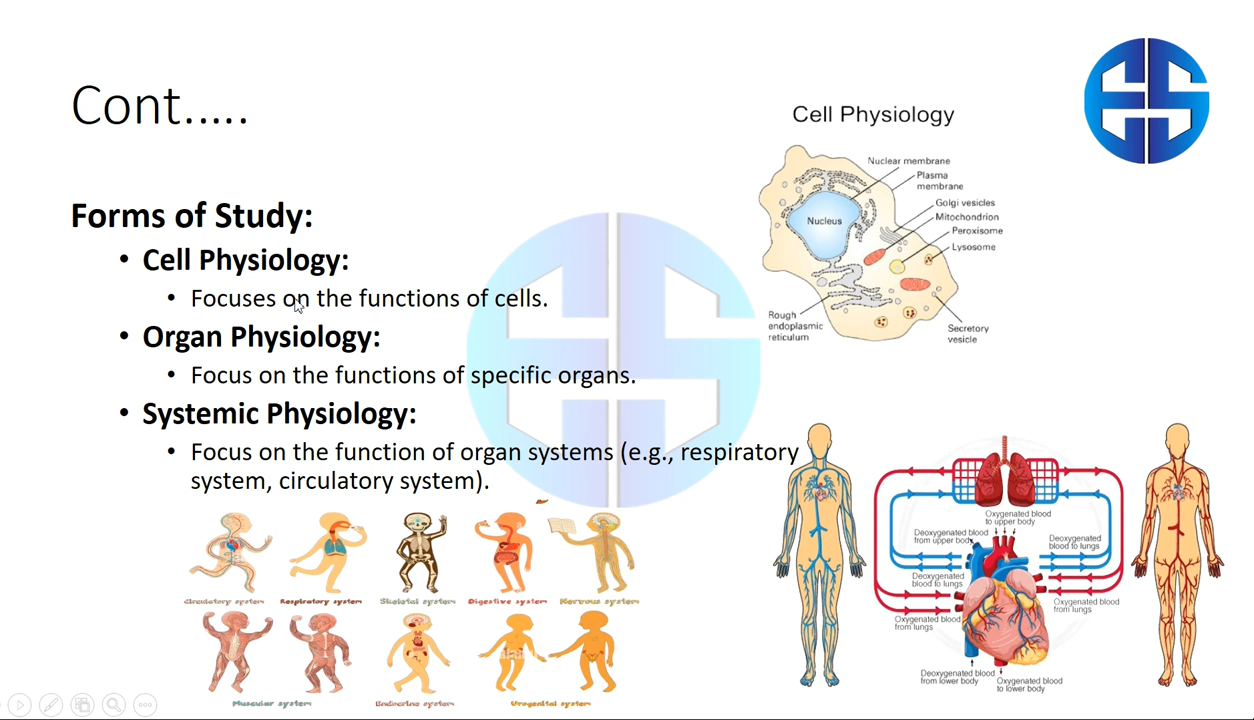 Cont.....
Forms of Study:
• Cell Physiology:
• Focuses on the functions of cells.
• Organ Physiology:
• Focus on the functions of specific organs.
• Systemic Physiology:
• Focus on the function of organ systems (e.g., respiratory
system, circulatory system).
Cell Physiology
Nuclear membrane
Plasma
membrane
Golgi vesicles
Mitochondrion
Peroxisome
Lysosome
Nucleus
Rough
endoplasmic
reticulum
Secretory
vesicle
Circulatory system
Respiratory system
Skeletal system
Digestive system
Nervous system
Muscular system
Endocrine system
Urogenital system
Oxygenated blood
to upper body
Deoxygenated blood
from upper body
Deoxygenated
blood to lungs
Deoxygenated
blood to lungs
Oxygenated blood
from lungs
Oxygenated blood
from lungs
Deoxygenated blood
from lower body
Oxygenated blood
to lower body